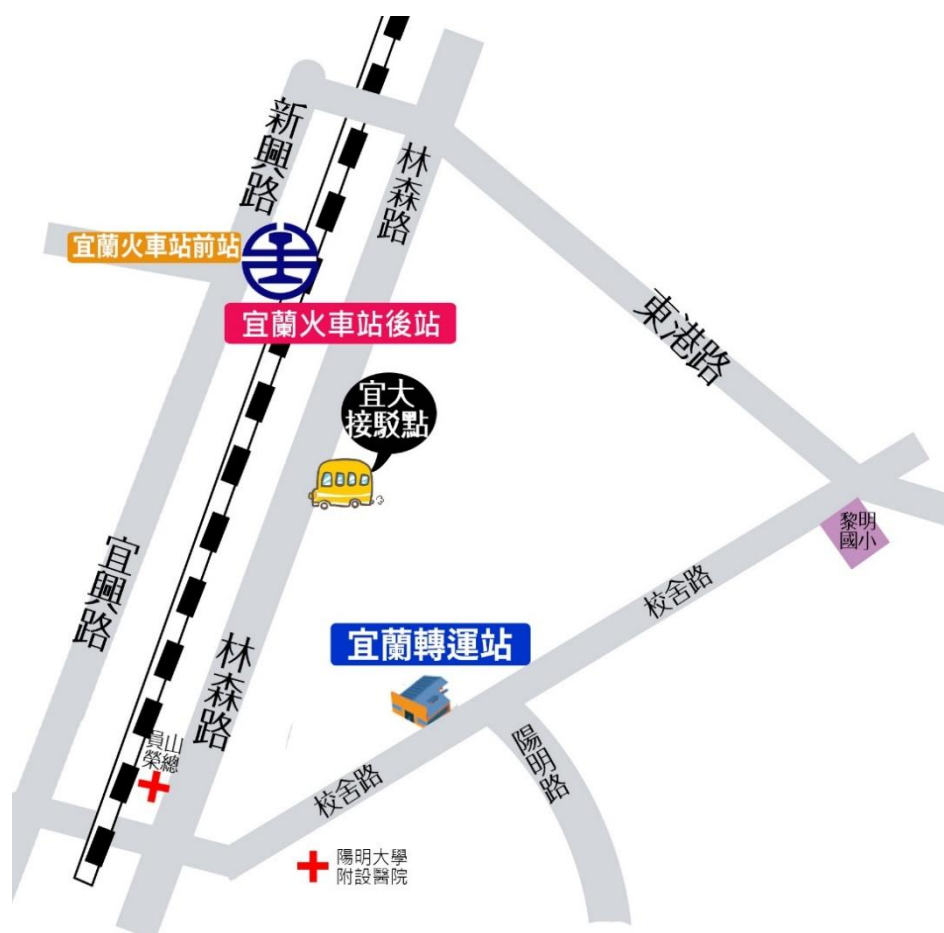 新興路
林森路
宜蘭火車站前站
宜蘭火車站後站
東港路
宜大
接駁點
黎明
國小
宜興路
校舍路
林森路
宜蘭轉運站
員山
榮總
陽明路
校舍路
陽明大學
附設醫院